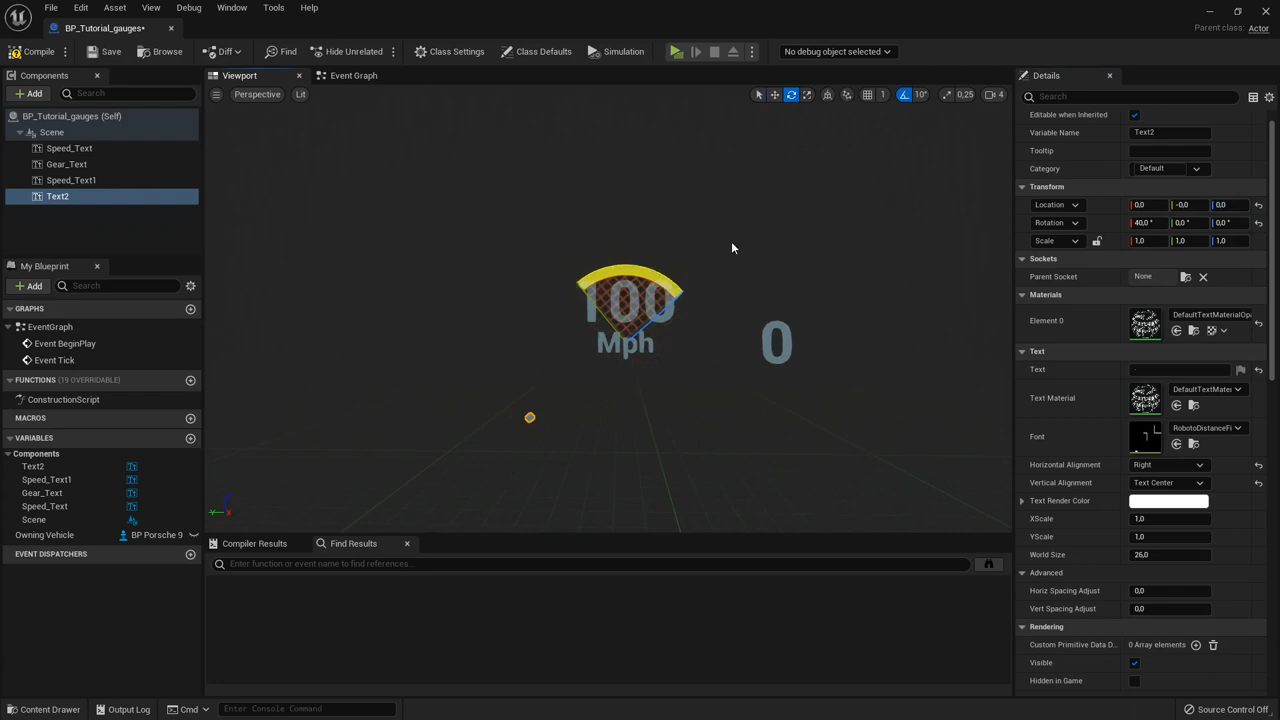 File Edit Asset View Debug Window Tools Help
BP_Tutorial_gauges•
Parent class: Actor
Compile Save Browse Diff Find Hide Unrelated Class Settings Class Defaults Simulation No debug object selected
Components Viewport Event Graph Details
Add Search Perspective Lit 1 10° 0,25 4 Search
BP_Tutorial_gauges (Self)
Scene
Speed_Text
Gear_Text
Speed_Text1
Text2
My Blueprint
Add Search
GRAPHS
EventGraph
Event BeginPlay
Event Tick
FUNCTIONS (19 OVERRIDABLE)
ConstructionScript
MACROS
VARIABLES
Components
Text2
Speed_Text1
Gear_Text
Speed_Text
Scene
Owning Vehicle BP Porsche 9
EVENT DISPATCHERS
100
Mph
0
Compiler Results Find Results
Enter function or event name to find references...
Editable when Inherited
Variable Name Text2
Tooltip
Category Default
Transform
Location 0,0 -0,0 0,0
Rotation 40,0 ° 0,0 ° 0,0 °
Scale 1,0 1,0 1,0
Sockets
Parent Socket None
Materials
Element 0 DefaultTextMaterialOpa
Text
Text -
Text Material DefaultTextMater
Font RobotoDistanceFi
Horizontal Alignment Right
Vertical Alignment Text Center
Text Render Color
XScale 1,0
YScale 1,0
World Size 26,0
Advanced
Horiz Spacing Adjust 0,0
Vert Spacing Adjust 0,0
Rendering
Custom Primitive Data D... 0 Array elements
Visible
Hidden in Game
Content Drawer Output Log Cmd Enter Console Command Source Control Off